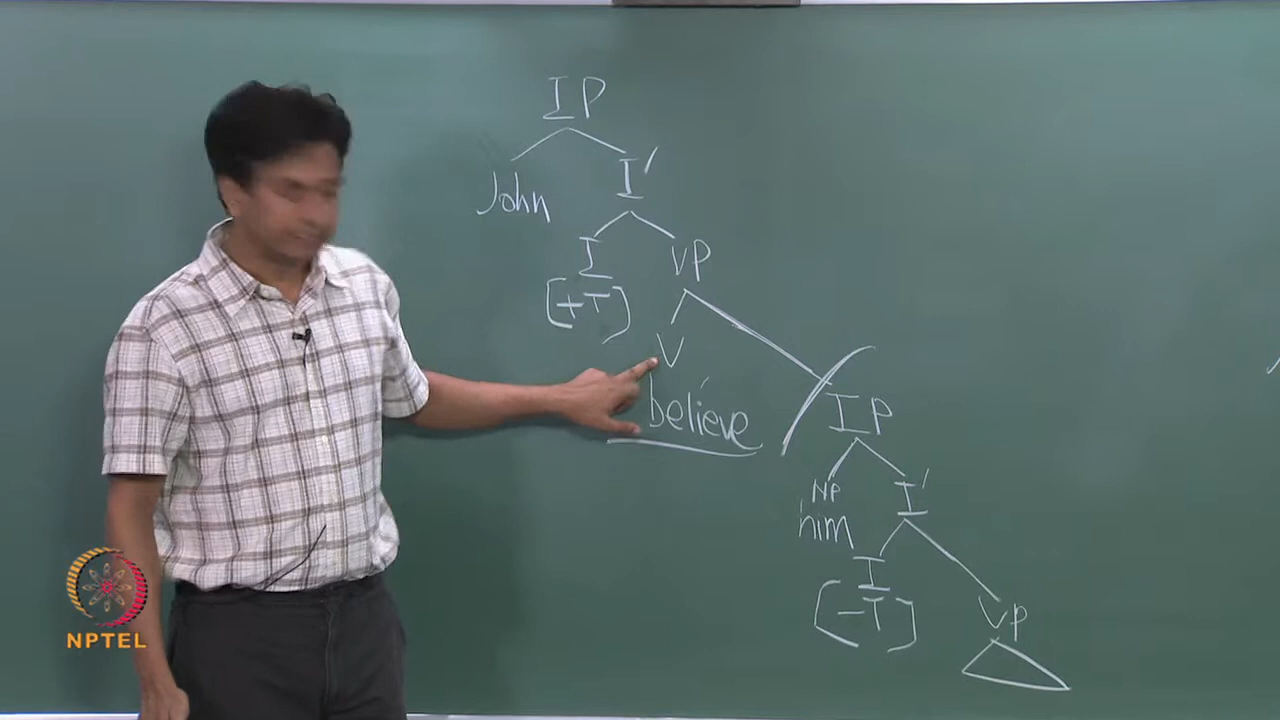 IP
John I'
I VP
[+T]
V
believe
IP
NP I'
him
I
[-T] VP
NPTEL